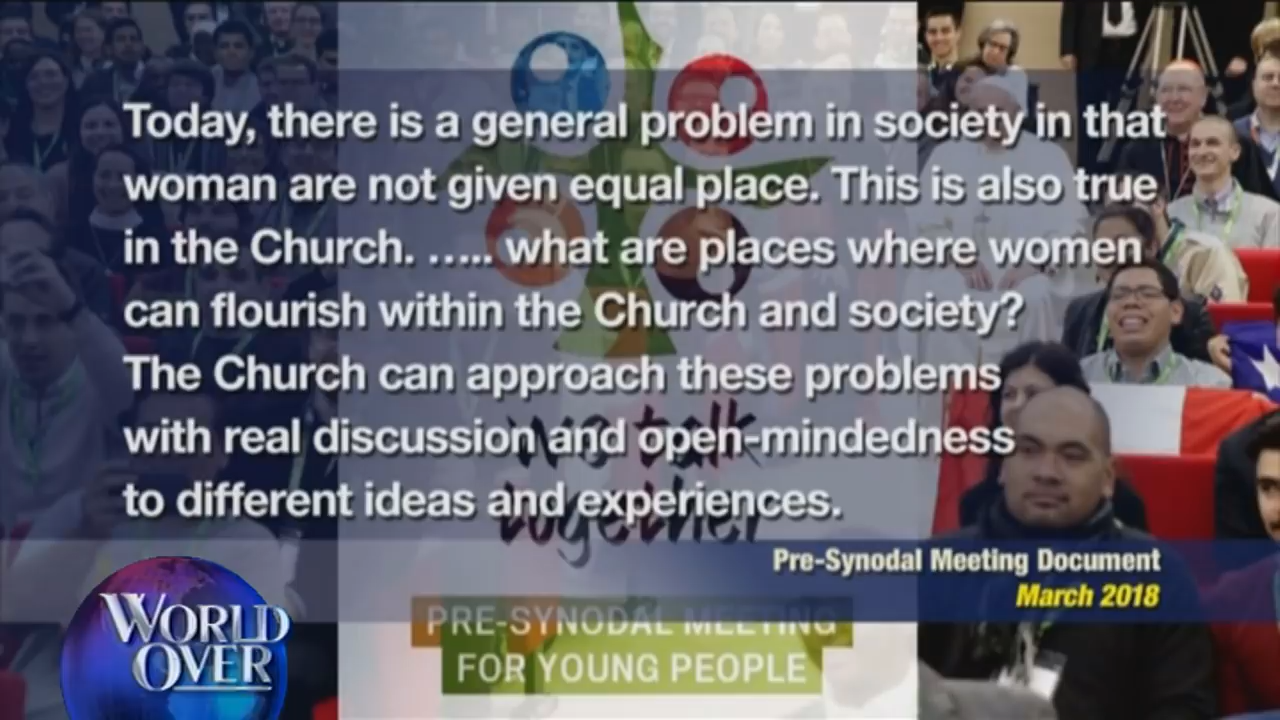 Today, there is a general problem in society in that
woman are not given equal place. This is also true
in the Church. ..... what are places where women
can flourish within the Church and society?
The Church can approach these problems
with real discussion and open-mindedness
to different ideas and experiences.
we talk
together
Pre-Synodal Meeting Document
March 2018
WORLD
OVER
PRE-SYNODAL MEETING
FOR YOUNG PEOPLE